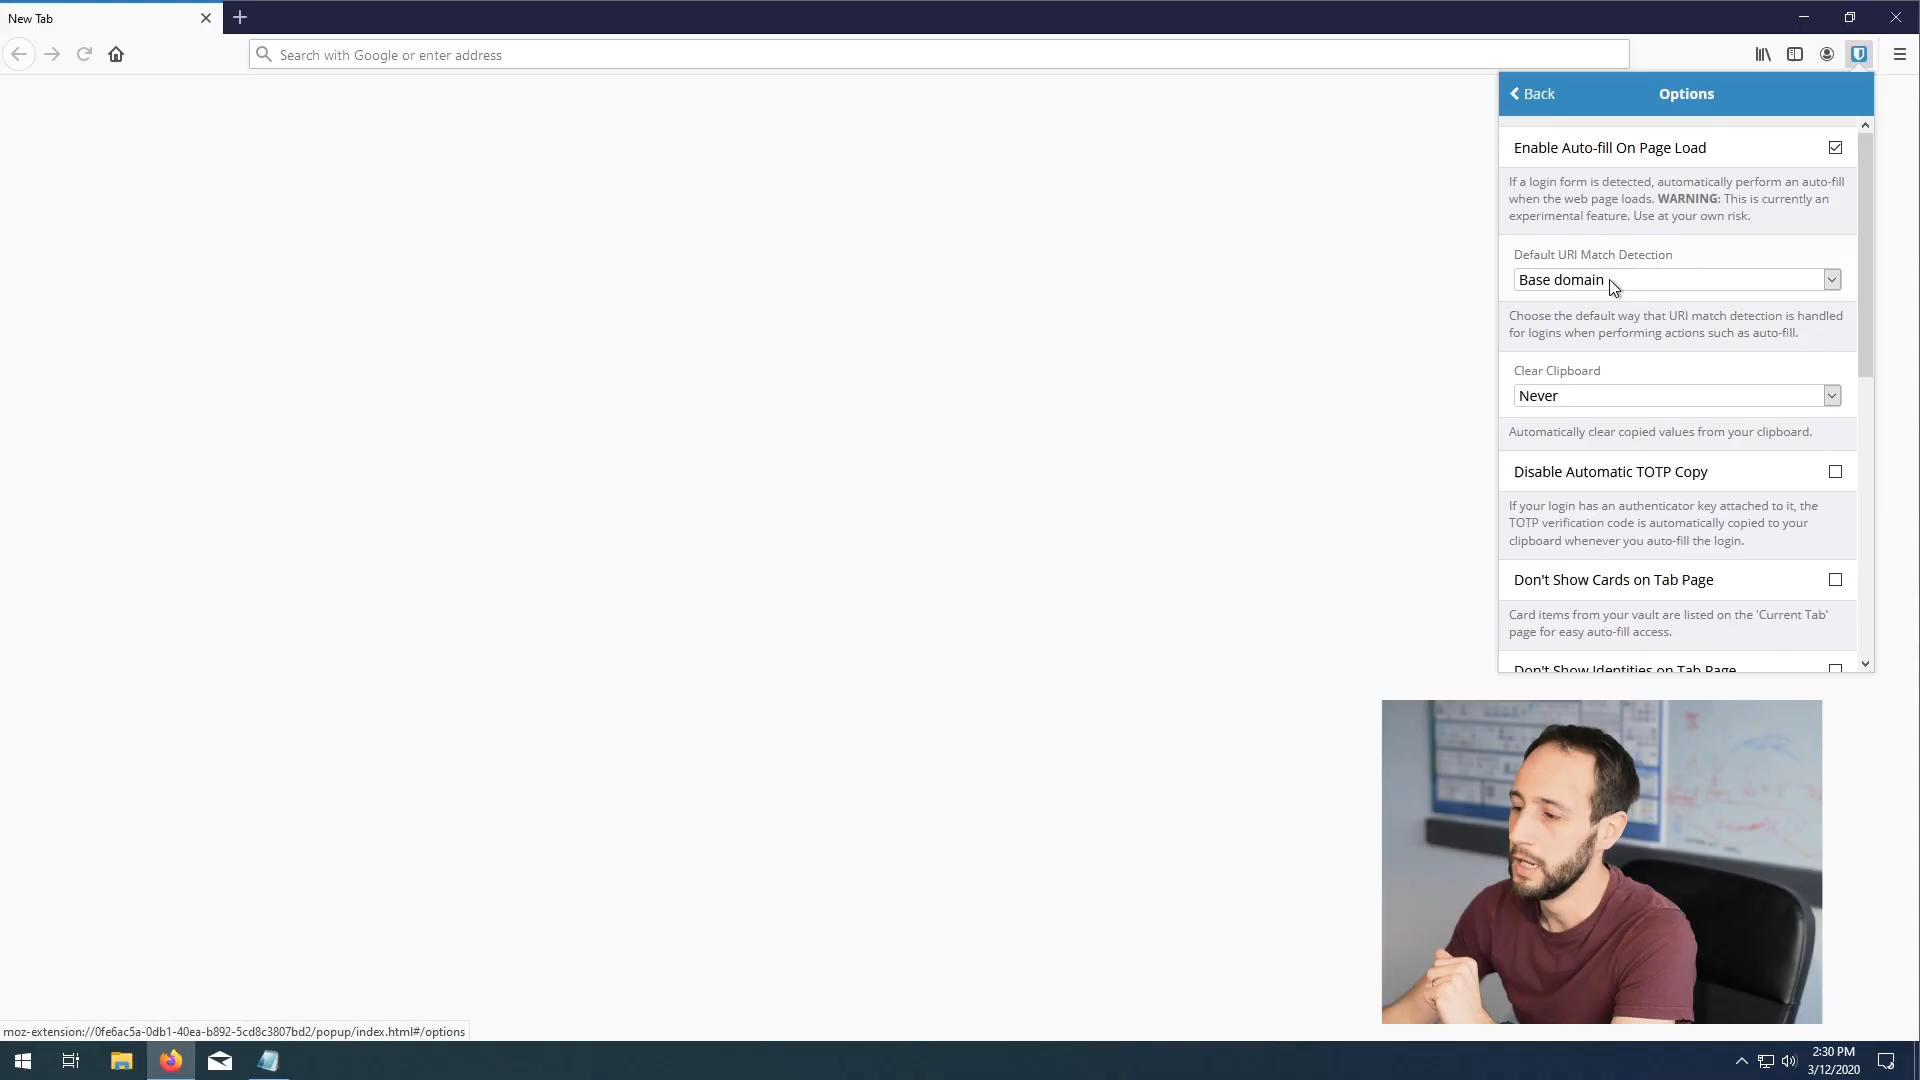 New Tab
Search with Google or enter address
Back
Options
Enable Auto-fill On Page Load
If a login form is detected, automatically perform an auto-fill
when the web page loads. WARNING: This is currently an
experimental feature. Use at your own risk.
Default URI Match Detection
Base domain
Choose the default way that URI match detection is handled
for logins when performing actions such as auto-fill.
Clear Clipboard
Never
Automatically clear copied values from your clipboard.
Disable Automatic TOTP Copy
If your login has an authenticator key attached to it, the
TOTP verification code is automatically copied to your
clipboard whenever you auto-fill the login.
Don't Show Cards on Tab Page
Card items from your vault are listed on the 'Current Tab'
page for easy auto-fill access.
Don't Show Identities on Tab Page
moz-extension://0fe6ac5a-0db1-40ea-b892-5cd8c3807bd2/popup/index.html#/options
2:30 PM
3/12/2020